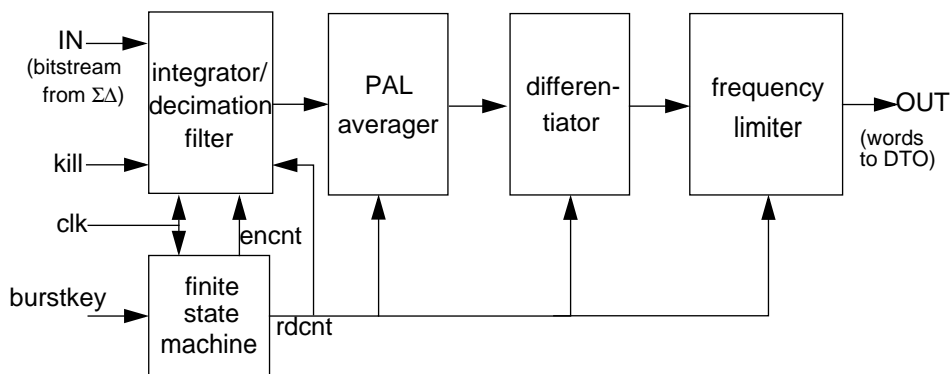 IN
(bitstream
from ΣΔ)
kill
clk
burstkey
integrator/
decimation
filter
encnt
finite
state
machine
rdcnt
PAL
averager
differen-
tiator
frequency
limiter
OUT
(words
to DTO)